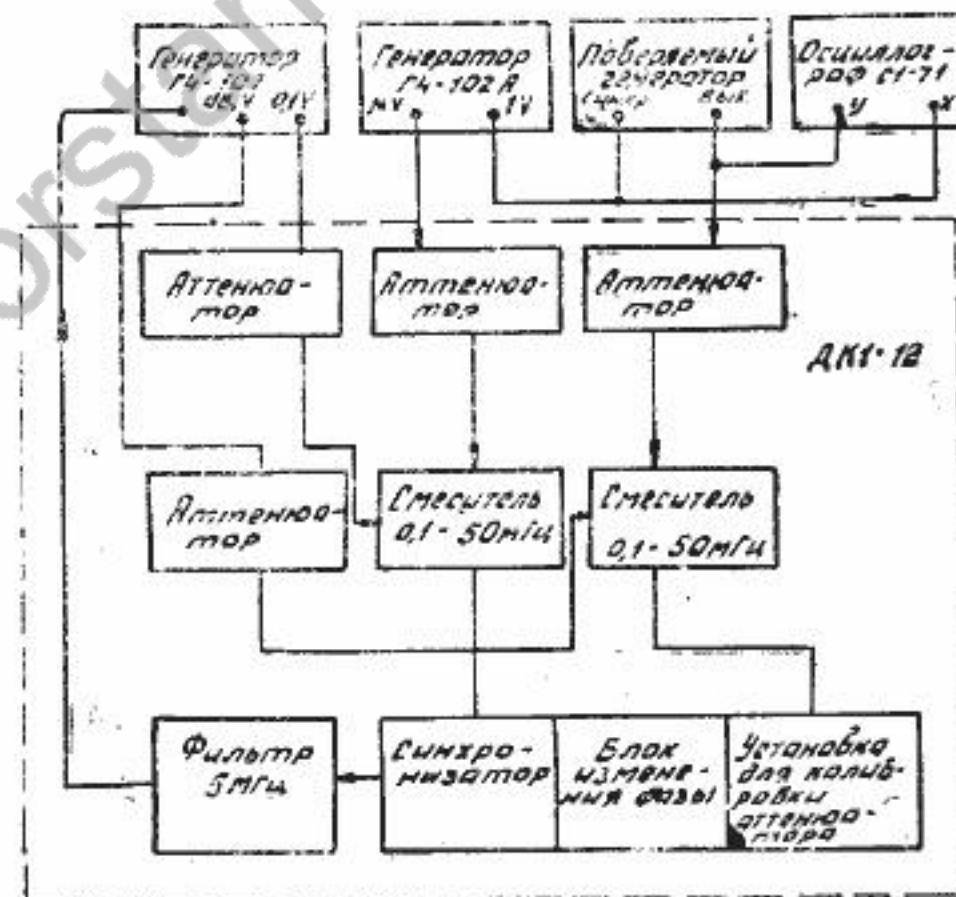 Генератор
Г4-102
μV 0,1V
Генератор
Г4-102 А
μV 1V
Поверяемый
генератор
вых
Осциллог-
раф С1-71
У Х
Аттенюа-
тор
Аттенюа-
тор
Аттенюа-
тор
ДК1-12
Аттенюа-
тор
Смеситель
0,1-50мГц
Смеситель
0,1-50мГц
Фильтр
5МГц
Синхро-
низатор
Блок
измене-
ния фазы
Установка
для калиб-
ровки
аттенюа-
тора